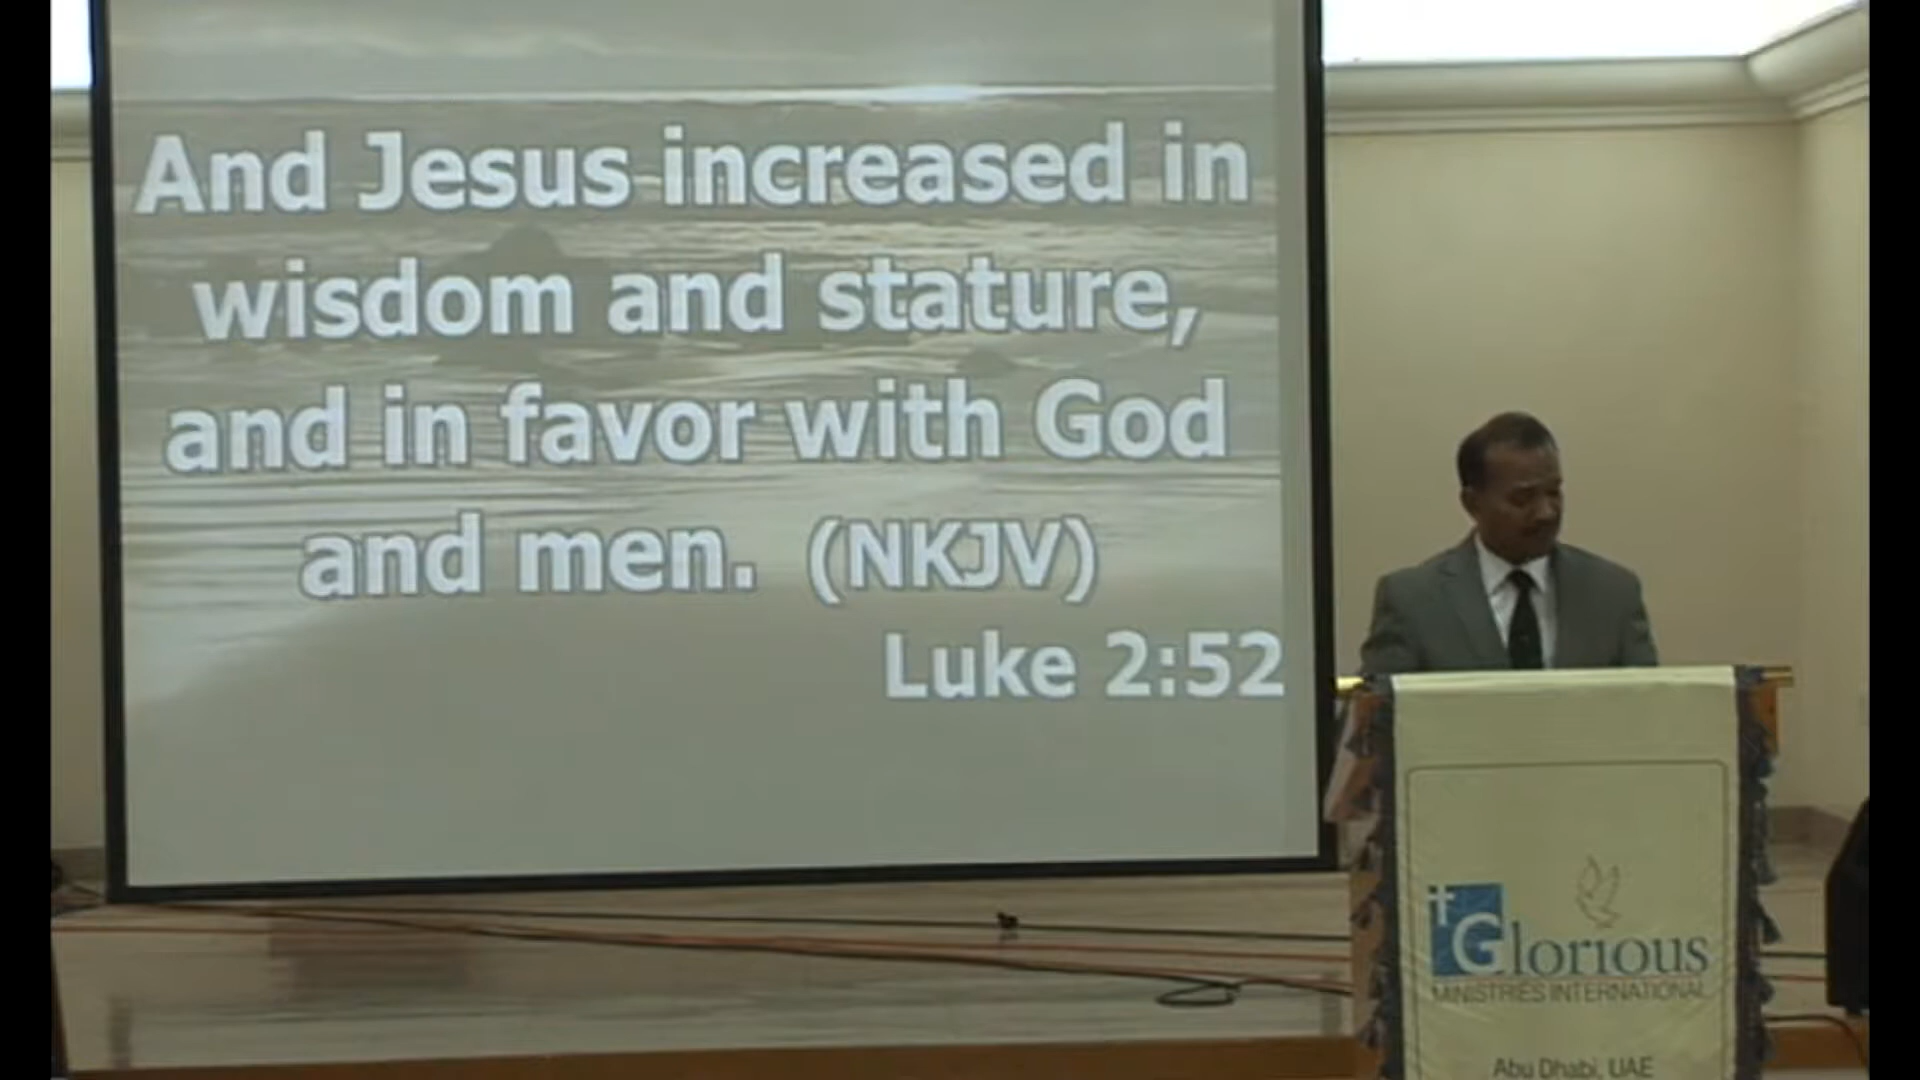 And Jesus increased in
wisdom and stature,
and in favor with God
and men. (NKJV)
Luke 2:52
Glorious
MINISTRIES INTERNATIONAL
Abu Dhabi, UAE